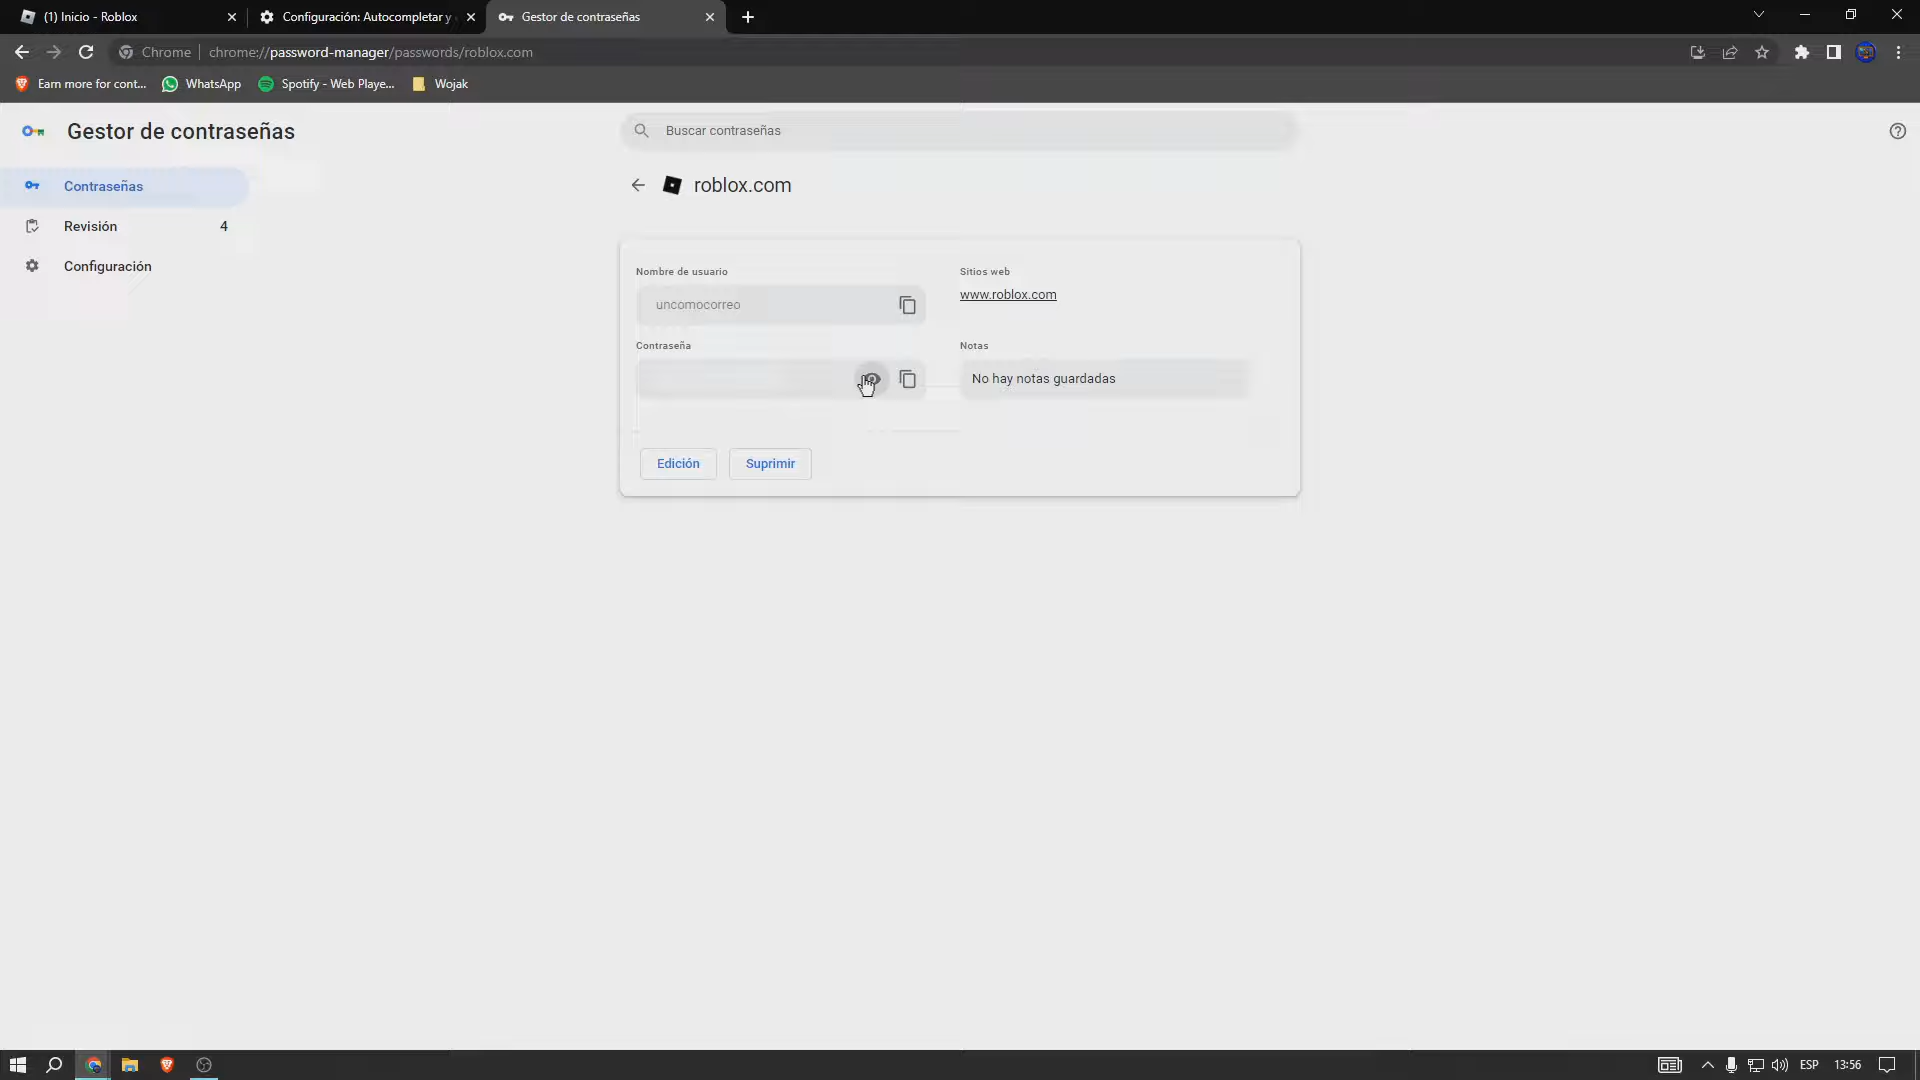 (1) Inicio - Roblox
Configuración: Autocompletar y
Gestor de contraseñas
Chrome
chrome://password-manager/passwords/roblox.com
Earn more for cont...
WhatsApp
Spotify - Web Playe...
Wojak
Gestor de contraseñas
Buscar contraseñas
Contraseñas
roblox.com
Revisión 4
Configuración
Nombre de usuario
Sitios web
uncomocorreo
www.roblox.com
Contraseña
Notas
No hay notas guardadas
Edición
Suprimir
ESP
13:56